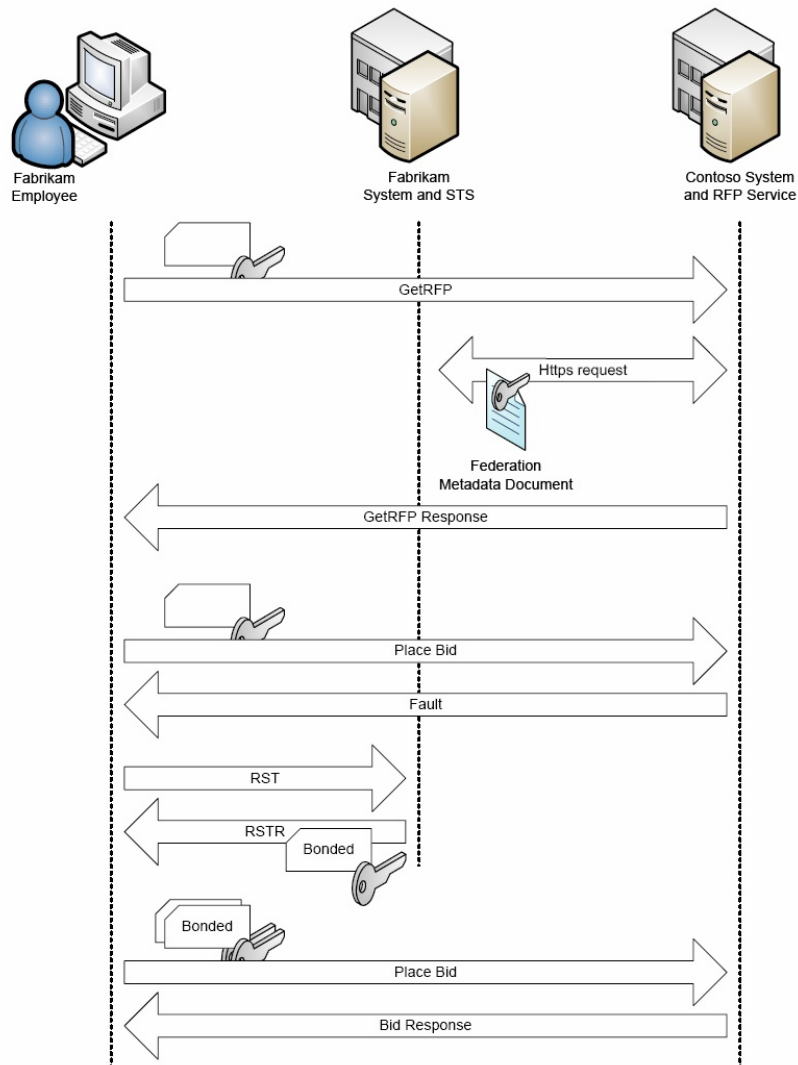 Fabrikam
Employee
Fabrikam
System and STS
Contoso System
and RFP Service
GetRFP
Https request
Federation
Metadata Document
GetRFP Response
Place Bid
Fault
RST
RSTR
Bonded
Bonded
Place Bid
Bid Response